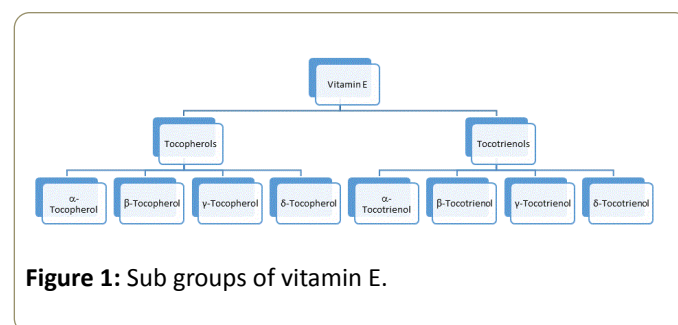 Vitamin E
Tocopherols
Tocotrienols
α-
Tocopherol
β-Tocopherol
γ-Tocopherol
δ-Tocopherol
α-
Tocotrienol
β-Tocotrienol
γ-Tocotrienol
δ-Tocotrienol
Figure 1: Sub groups of vitamin E.